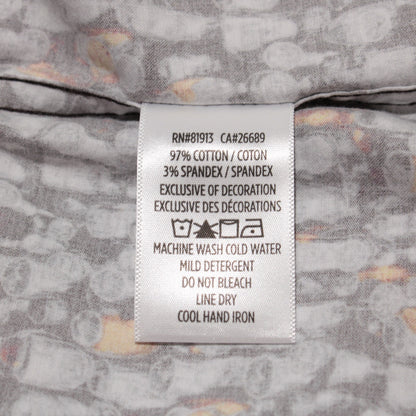 RN#81913 CA#26689
97% COTTON / COTON
3% SPANDEX / SPANDEX
EXCLUSIVE OF DECORATION
EXCLUSIVE DES DÉCORATIONS
MACHINE WASH COLD WATER
MILD DETERGENT
DO NOT BLEACH
LINE DRY
COOL HAND IRON